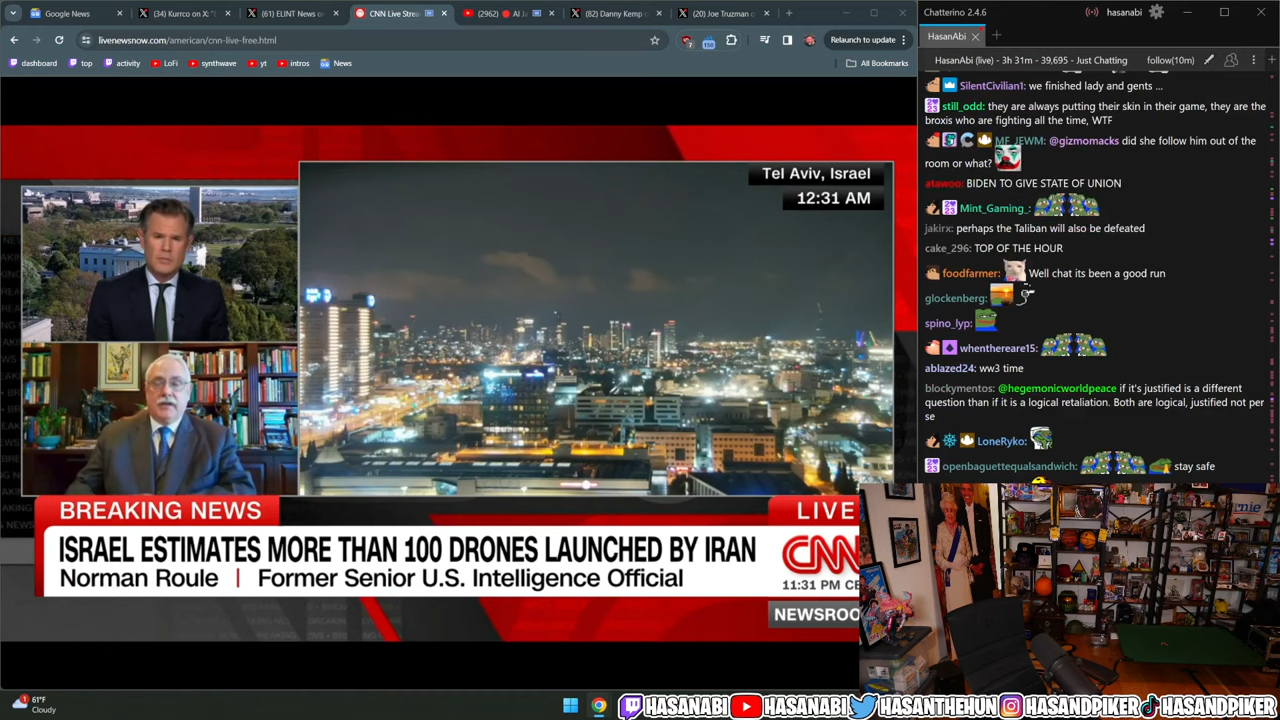 Google News
(34) Kurrco on X: "E
(61) ELINT News on
CNN Live Strea
(2962) AI Ja
(82) Danny Kemp o
(20) Joe Truzman o
livenewsnow.com/american/cnn-live-free.html
150
Relaunch to update
dashboard
top
activity
LoFi
synthwave
yt
intros
News
All Bookmarks
Tel Aviv, Israel
12:31 AM
BREAKING NEWS
LIVE
ISRAEL ESTIMATES MORE THAN 100 DRONES LAUNCHED BY IRAN
Norman Roule | Former Senior U.S. Intelligence Official
CNN
11:31 PM CE
NEWSROO
61°F
Cloudy
Chatterino 2.4.6
hasanabi
HasanAbi
HasanAbi (live) - 3h 31m - 39,695 - Just Chatting
follow(10m)
SilentCivilian1: we finished lady and gents ...
still_odd: they are always putting their skin in their game, they are the
broxis who are fighting all the time, WTF
MF_JEWM: @gizmomacks did she follow him out of the
room or what?
atawoo: BIDEN TO GIVE STATE OF UNION
Mint_Gaming_:
jakirx: perhaps the Taliban will also be defeated
cake_296: TOP OF THE HOUR
foodfarmer: Well chat its been a good run
glockenberg:
spino_lyp:
whenthereare15:
ablazed24: ww3 time
blockymentos: @hegemonicworldpeace if it's justified is a different
question than if it is a logical retaliation. Both are logical, justified not per
se
LoneRyko:
openbaguetteequalsandwich: stay safe
HASANABI
HASANABI
HASANTHEHUN
HASANDPIKER
HASANDPIKER